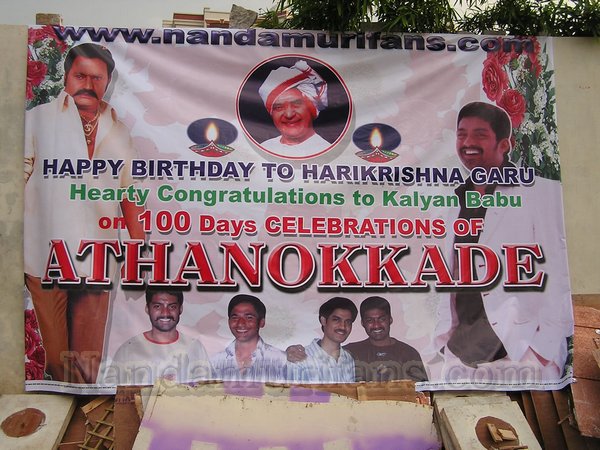 www.nandamurifans.com
HAPPY BIRTHDAY TO HARIKRISHNA GARU
Hearty Congratulations to Kalyan Babu
on 100 Days CELEBRATIONS OF
ATHANOKKADE
Nandamurifans.com